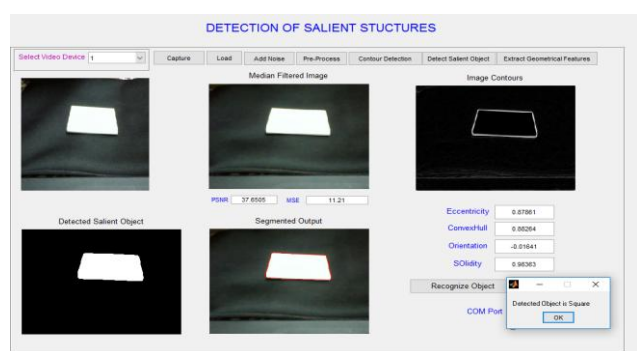 DETECTION OF SALIENT STUCTURES
Select Video Device 1 Capture Load Add Noise Pre-Process Contour Detection Detect Salient Object Extract Geometrical Features
Median Filtered Image Image Contours
PSNR 37.6505 MSE 11.21
Detected Salient Object Segmented Output
Eccentricity 0.87861
ConvexHull 0.88264
Orientation -0.01641
SOlidity 0.96363
Recognize Object
Detected Object is Square
OK
COM Port